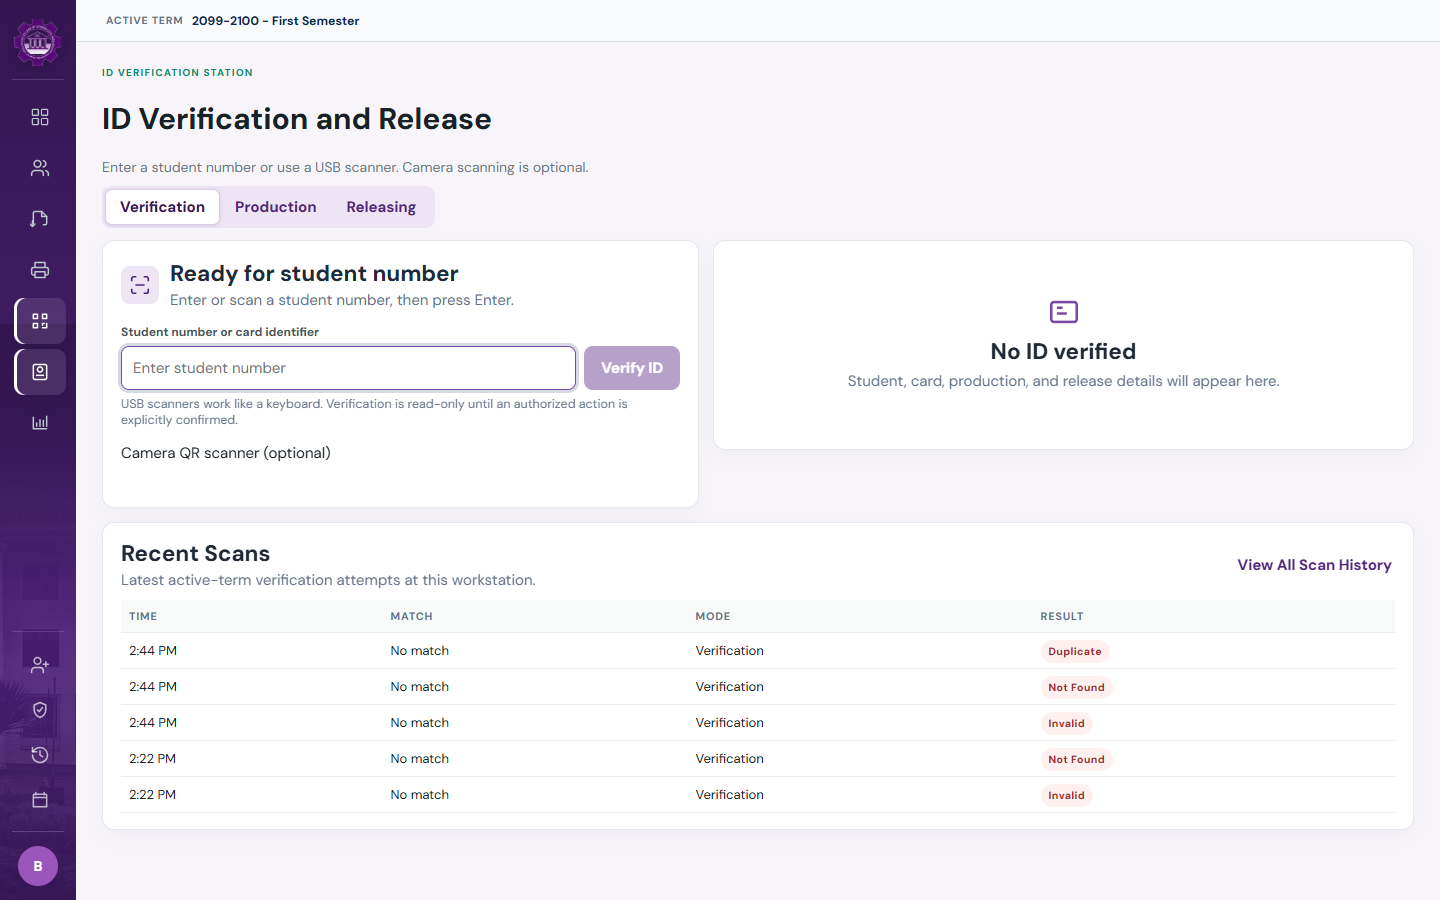 ACTIVE TERM 2099-2100 - First Semester
ID VERIFICATION STATION
ID Verification and Release
Enter a student number or use a USB scanner. Camera scanning is optional.
Verification Production Releasing
Ready for student number
Enter or scan a student number, then press Enter.
Student number or card identifier
Enter student number Verify ID
USB scanners work like a keyboard. Verification is read-only until an authorized action is
explicitly confirmed.
Camera QR scanner (optional)
No ID verified
Student, card, production, and release details will appear here.
Recent Scans
Latest active-term verification attempts at this workstation.
View All Scan History
TIME MATCH MODE RESULT
2:44 PM No match Verification Duplicate
2:44 PM No match Verification Not Found
2:44 PM No match Verification Invalid
2:22 PM No match Verification Not Found
2:22 PM No match Verification Invalid
B